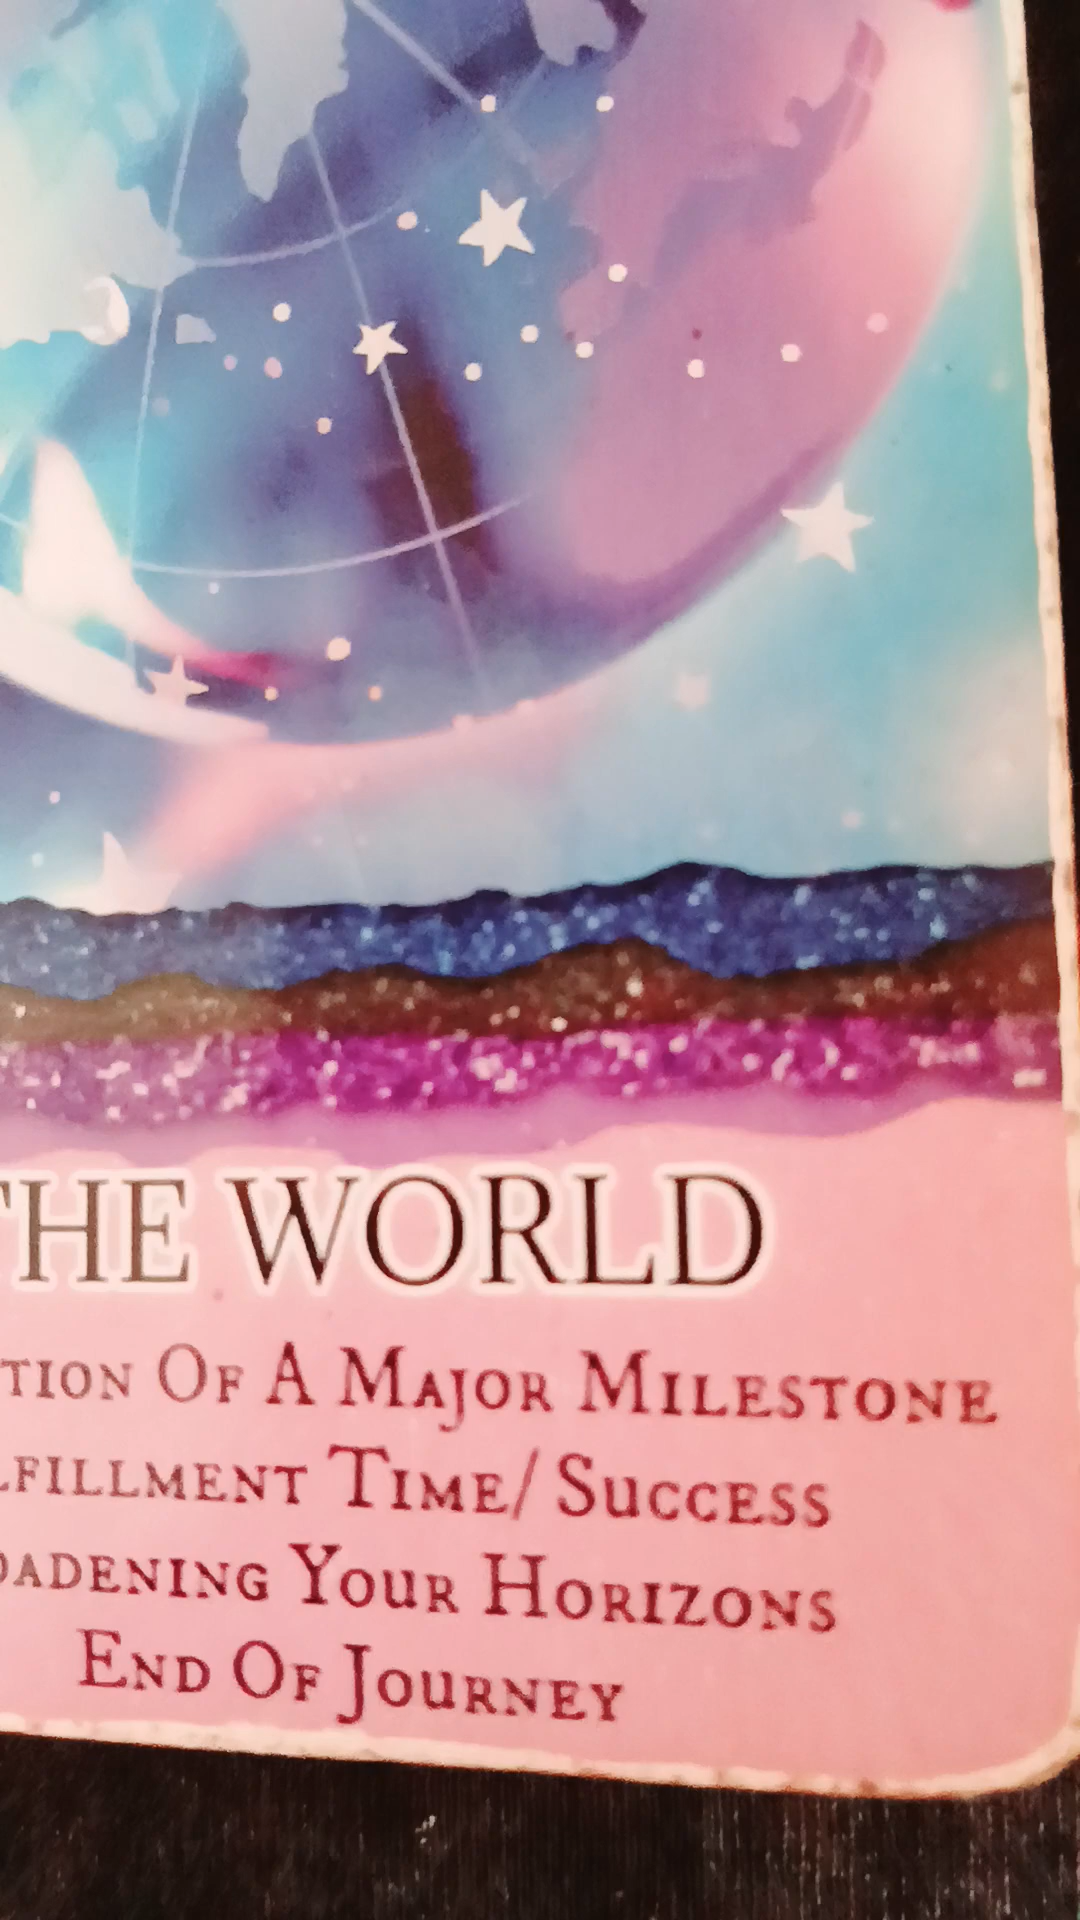 THE WORLD
TION OF A MAJOR MILESTONE
LFILLMENT TIME/ SUCCESS
OADENING YOUR HORIZONS
END OF JOURNEY